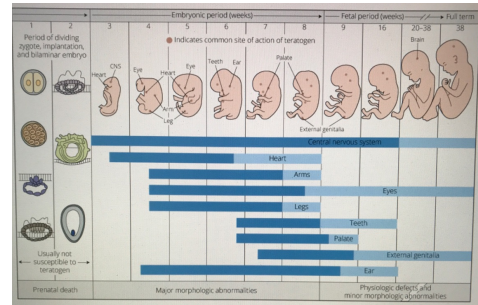 Embryonic period (weeks)
Fetal period (weeks)
Full term
1
2
3
4
5
6
7
8
9
16
20–38
38
Period of dividing
zygote, implantation,
and bilaminar embryo
Indicates common site of action of teratogen
Brain
CNS
Heart
Eye
Heart
Arm
Leg
Eye
Teeth
Ear
Palate
External genitalia
Central nervous system
Heart
Arms
Eyes
Legs
Teeth
Palate
External genitalia
Ear
Usually not
susceptible to
teratogen
Prenatal death
Major morphologic abnormalities
Physiologic defects and
minor morphologic abnormalities